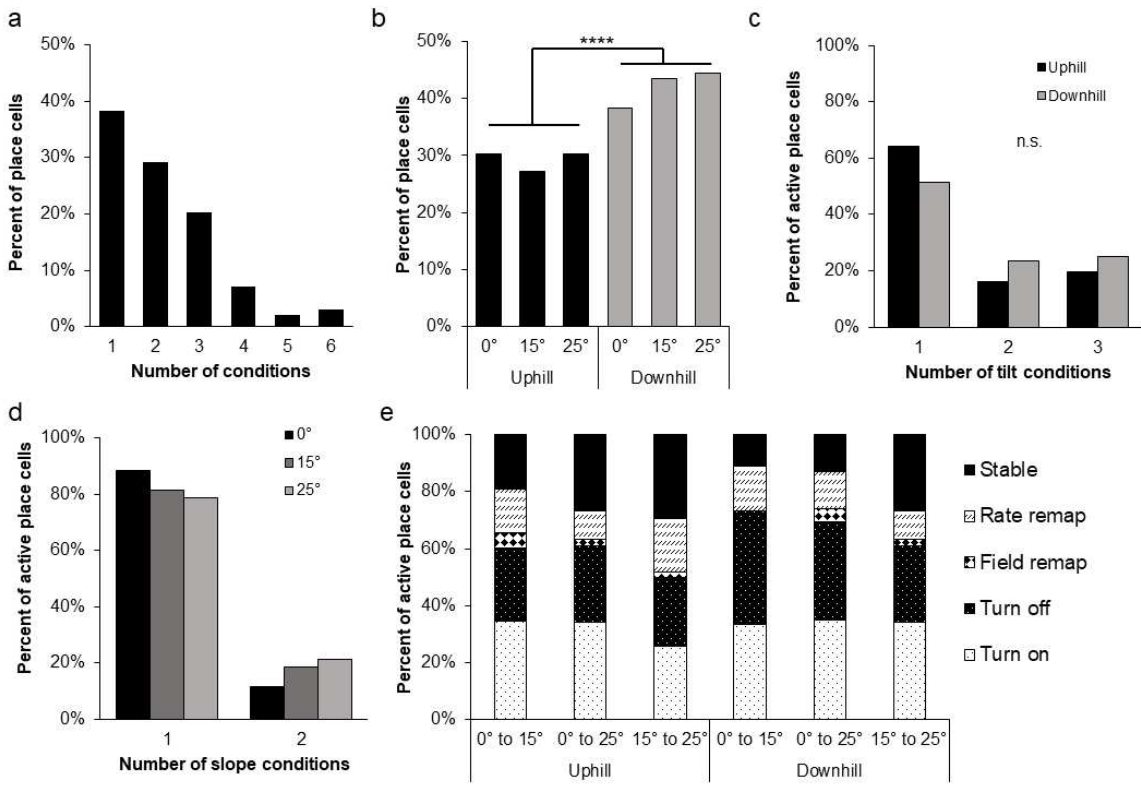 a
50%
40%
30%
20%
10%
0%
Percent of place cells
1 2 3 4 5 6
Number of conditions
b
50%
40%
30%
20%
10%
0%
Percent of place cells
****
0° 15° 25° 0° 15° 25°
Uphill Downhill
c
100%
80%
60%
40%
20%
0%
Percent of active place cells
Uphill
Downhill
n.s.
1 2 3
Number of tilt conditions
d
100%
80%
60%
40%
20%
0%
Percent of active place cells
0°
15°
25°
1 2
Number of slope conditions
e
100%
80%
60%
40%
20%
0%
Percent of active place cells
0° to 15° 0° to 25° 15° to 25° 0° to 15° 0° to 25° 15° to 25°
Uphill Downhill
Stable
Rate remap
Field remap
Turn off
Turn on